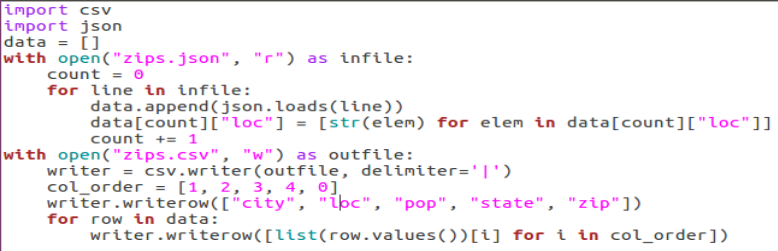 import csv
import json
data = []
with open("zips.json", "r") as infile:
    count = 0
    for line in infile:
        data.append(json.loads(line))
        data[count]["loc"] = [str(elem) for elem in data[count]["loc"]]
        count += 1
with open("zips.csv", "w") as outfile:
    writer = csv.writer(outfile, delimiter='|')
    col_order = [1, 2, 3, 4, 0]
    writer.writerow(["city", "loc", "pop", "state", "zip"])
    for row in data:
        writer.writerow([list(row.values())[i] for i in col_order])